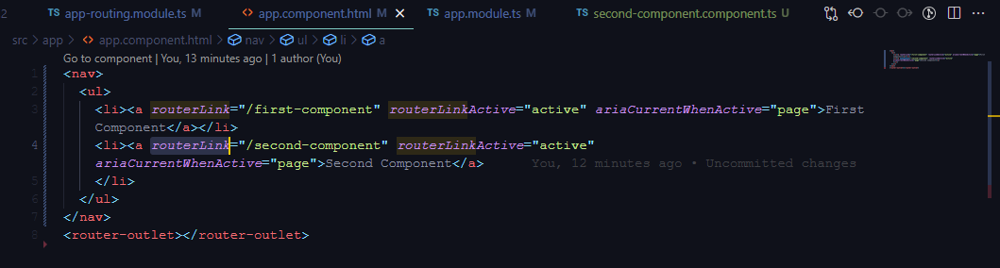 2 TS app-routing.module.ts M <> app.component.html M TS app.module.ts M TS second-component.component.ts U
src > app > <> app.component.html > nav > ul > li > a
Go to component | You, 13 minutes ago | 1 author (You)
1 <nav>
2 <ul>
3 <li><a routerLink="/first-component" routerLinkActive="active" ariaCurrentWhenActive="page">First
Component</a></li>
4 <li><a routerLink="/second-component" routerLinkActive="active"
ariaCurrentWhenActive="page">Second Component</a> You, 12 minutes ago • Uncommitted changes
5 </li>
6 </ul>
7 </nav>
8 <router-outlet></router-outlet>